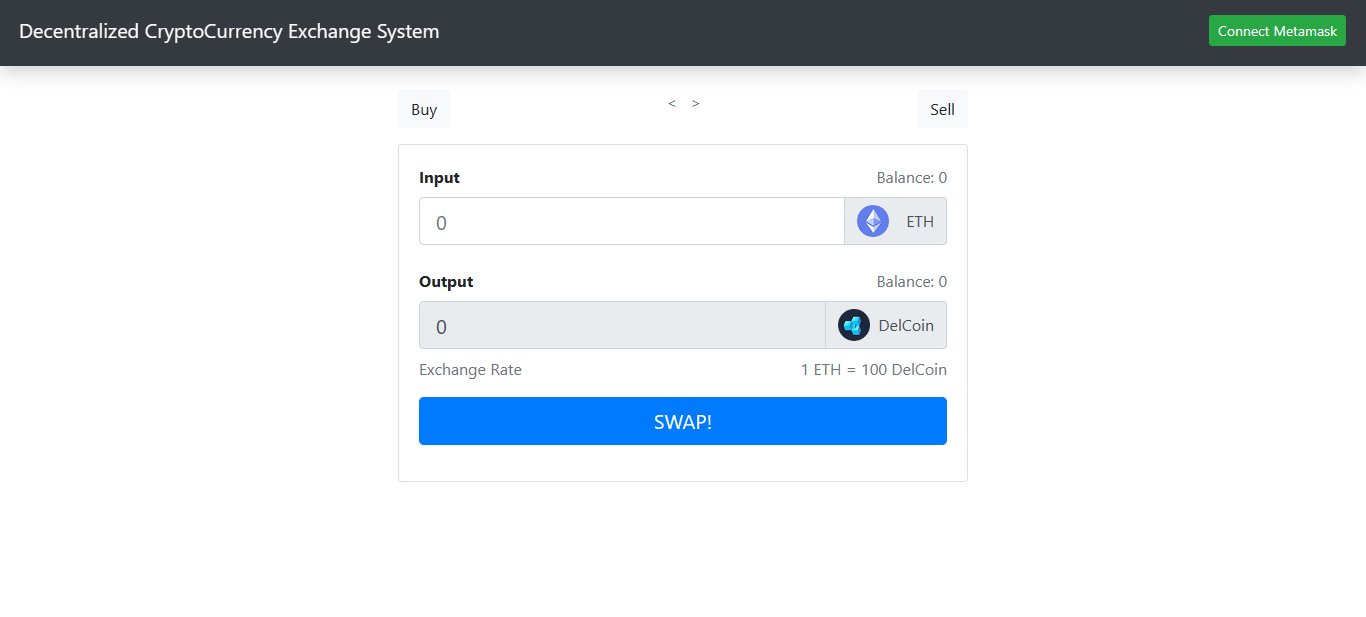 Decentralized CryptoCurrency Exchange System
Connect Metamask
Buy
< >
Sell
Input
Balance: 0
0
ETH
Output
Balance: 0
0
DelCoin
Exchange Rate
1 ETH = 100 DelCoin
SWAP!